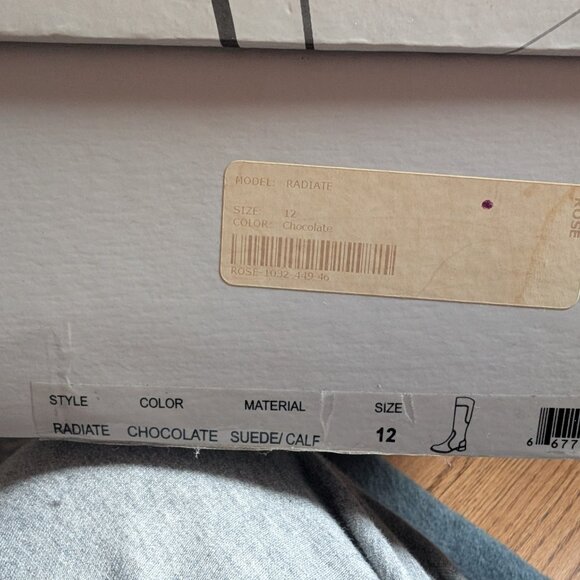 MODEL: RADIATE
SIZE: 12
COLOR: Chocolate
ROSE-1032-449-46
ROSE
STYLE COLOR MATERIAL SIZE
RADIATE CHOCOLATE SUEDE/CALF 12
6 677